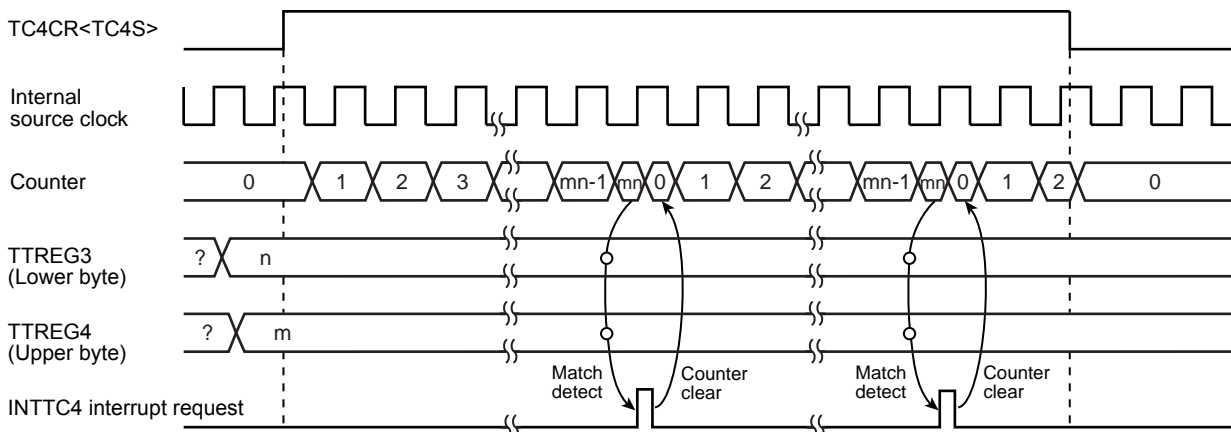 TC4CR<TC4S>
Internal
source clock
Counter
0 1 2 3 mn-1 mn 0 1 2 mn-1 mn 0 1 2 0
TTREG3
(Lower byte)
? n
TTREG4
(Upper byte)
? m
Match
detect
Counter
clear
Match
detect
Counter
clear
INTTC4 interrupt request